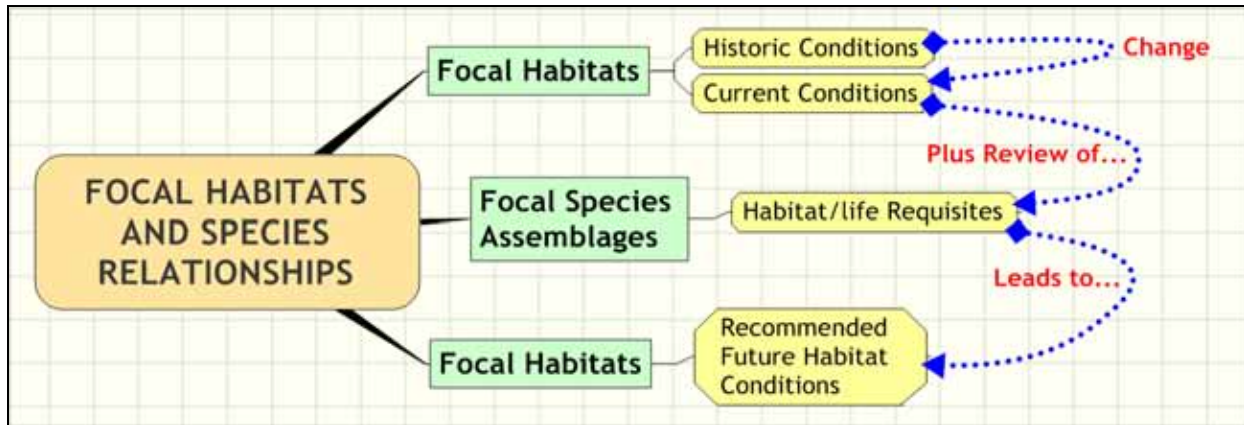 Historic Conditions
Change
Focal Habitats
Current Conditions
Plus Review of...
FOCAL HABITATS
AND SPECIES
RELATIONSHIPS
Focal Species
Assemblages
Habitat/life Requisites
Leads to...
Focal Habitats
Recommended
Future Habitat
Conditions